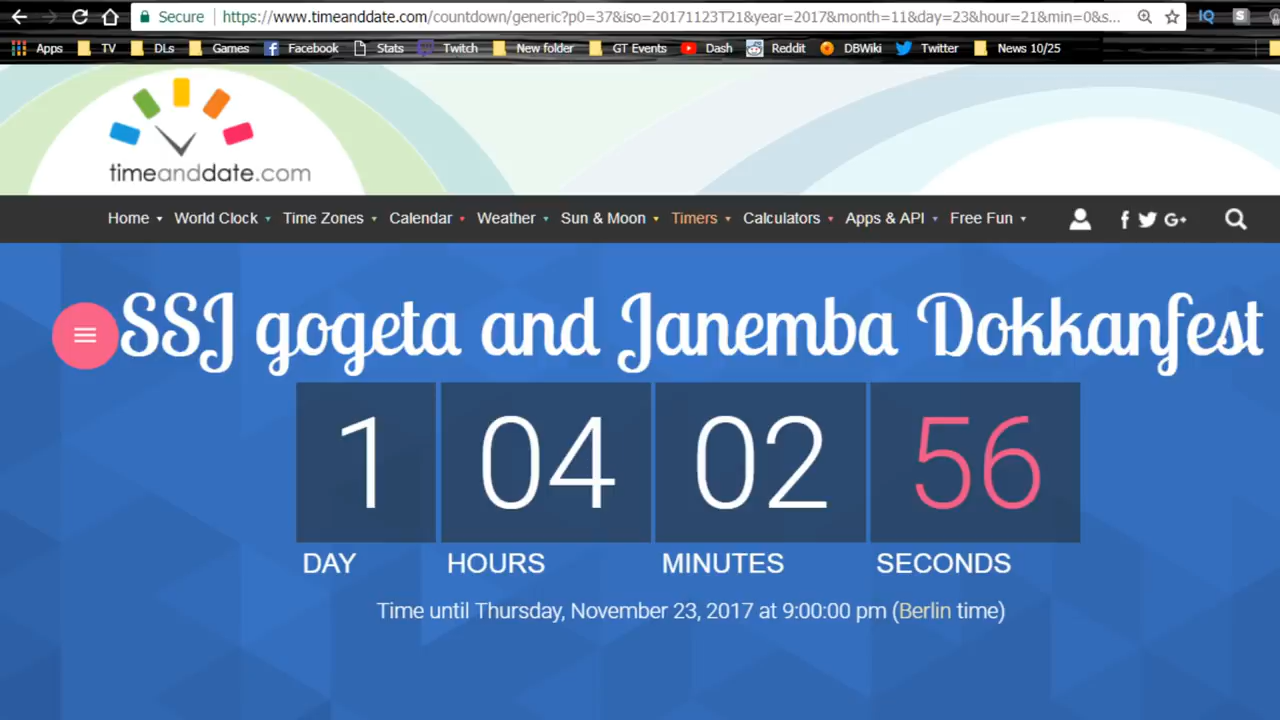 Secure https://www.timeanddate.com/countdown/generic?p0=37&iso=20171123T21&year=2017&month=11&day=23&hour=21&min=0&s...
Apps TV DLs Games Facebook Stats Twitch New folder GT Events Dash Reddit DBWiki Twitter News 10/25
timeanddate.com
Home World Clock Time Zones Calendar Weather Sun & Moon Timers Calculators Apps & API Free Fun
SSJ gogeta and Janemba Dokkanfest
1 04 02 56
DAY HOURS MINUTES SECONDS
Time until Thursday, November 23, 2017 at 9:00:00 pm (Berlin time)